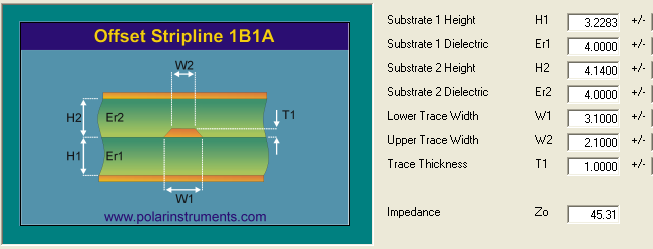 Offset Stripline 1B1A
W2
H2
Er2
T1
H1
Er1
W1
www.polarinstruments.com
Substrate 1 Height H1 3.2283 +/-
Substrate 1 Dielectric Er1 4.0000 +/-
Substrate 2 Height H2 4.1400 +/-
Substrate 2 Dielectric Er2 4.0000 +/-
Lower Trace Width W1 3.1000 +/-
Upper Trace Width W2 2.1000 +/-
Trace Thickness T1 1.0000 +/-
Impedance Zo 45.31